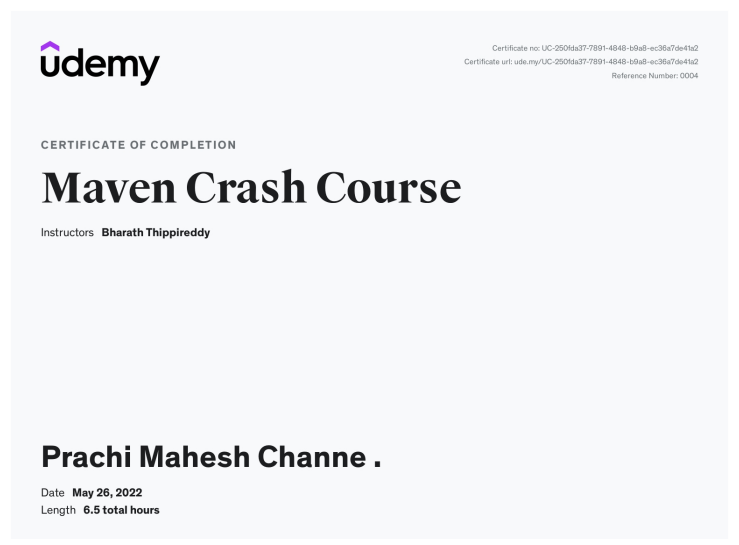 udemy
Certificate no: UC-250fda37-7891-4848-b9a8-ec36a7de41a2
Certificate url: ude.my/UC-250fda37-7891-4848-b9a8-ec36a7de41a2
Reference Number: 0004
CERTIFICATE OF COMPLETION
Maven Crash Course
Instructors Bharath Thippireddy
Prachi Mahesh Channe .
Date May 26, 2022
Length 6.5 total hours